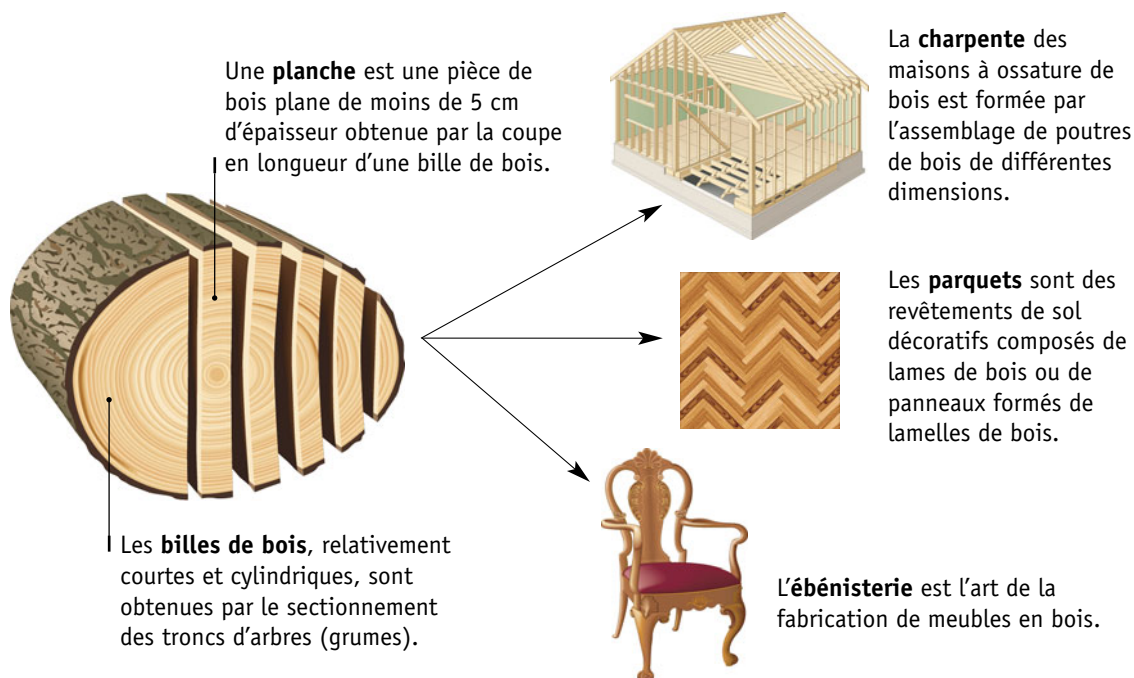 Une planche est une pièce de
bois plane de moins de 5 cm
d’épaisseur obtenue par la coupe
en longueur d’une bille de bois.
Les billes de bois, relativement
courtes et cylindriques, sont
obtenues par le sectionnement
des troncs d’arbres (grumes).
La charpente des
maisons à ossature de
bois est formée par
l’assemblage de poutres
de bois de différentes
dimensions.
Les parquets sont des
revêtements de sol
décoratifs composés de
lames de bois ou de
panneaux formés de
lamelles de bois.
L’ébénisterie est l’art de la
fabrication de meubles en bois.